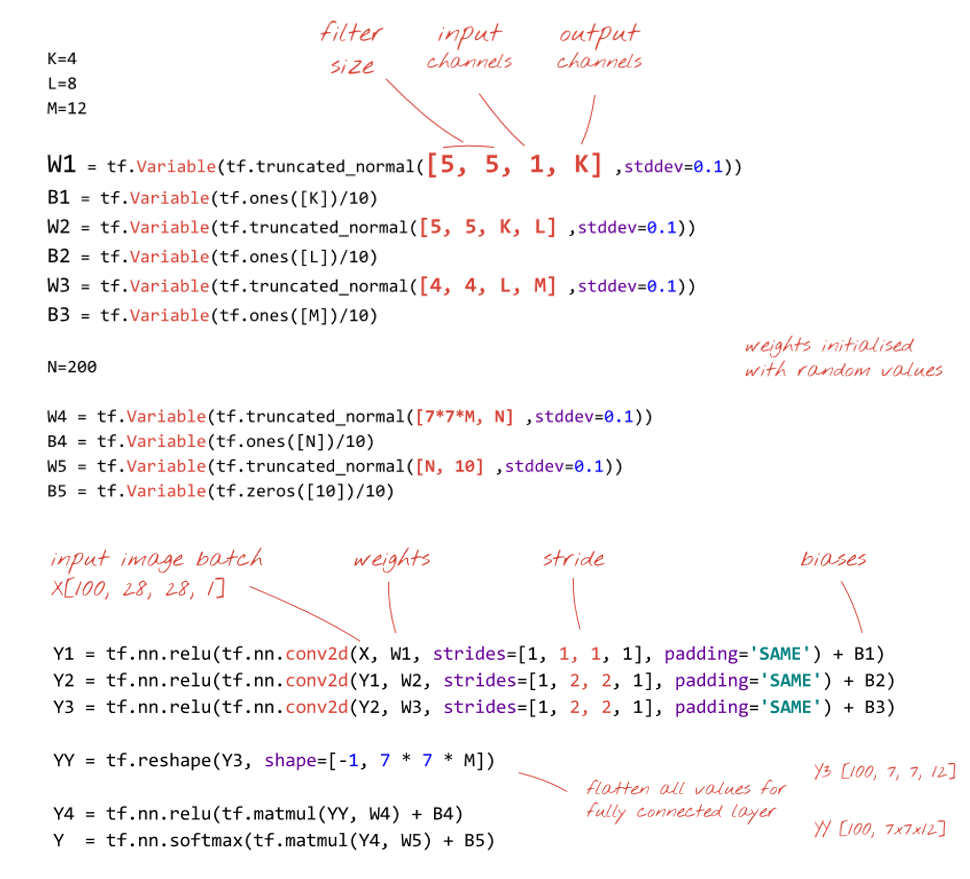 filter size
input channels
output channels
K=4
L=8
M=12
W1 = tf.Variable(tf.truncated_normal([5, 5, 1, K] ,stddev=0.1))
B1 = tf.Variable(tf.ones([K])/10)
W2 = tf.Variable(tf.truncated_normal([5, 5, K, L] ,stddev=0.1))
B2 = tf.Variable(tf.ones([L])/10)
W3 = tf.Variable(tf.truncated_normal([4, 4, L, M] ,stddev=0.1))
B3 = tf.Variable(tf.ones([M])/10)
weights initialised
with random values
N=200
W4 = tf.Variable(tf.truncated_normal([7*7*M, N] ,stddev=0.1))
B4 = tf.Variable(tf.ones([N])/10)
W5 = tf.Variable(tf.truncated_normal([N, 10] ,stddev=0.1))
B5 = tf.Variable(tf.zeros([10])/10)
input image batch
X[100, 28, 28, 1]
weights
stride
biases
Y1 = tf.nn.relu(tf.nn.conv2d(X, W1, strides=[1, 1, 1, 1], padding='SAME') + B1)
Y2 = tf.nn.relu(tf.nn.conv2d(Y1, W2, strides=[1, 2, 2, 1], padding='SAME') + B2)
Y3 = tf.nn.relu(tf.nn.conv2d(Y2, W3, strides=[1, 2, 2, 1], padding='SAME') + B3)
YY = tf.reshape(Y3, shape=[-1, 7 * 7 * M])
flatten all values for
fully connected layer
Y3 [100, 7, 7, 12]
YY [100, 7x7x12]
Y4 = tf.nn.relu(tf.matmul(YY, W4) + B4)
Y = tf.nn.softmax(tf.matmul(Y4, W5) + B5)